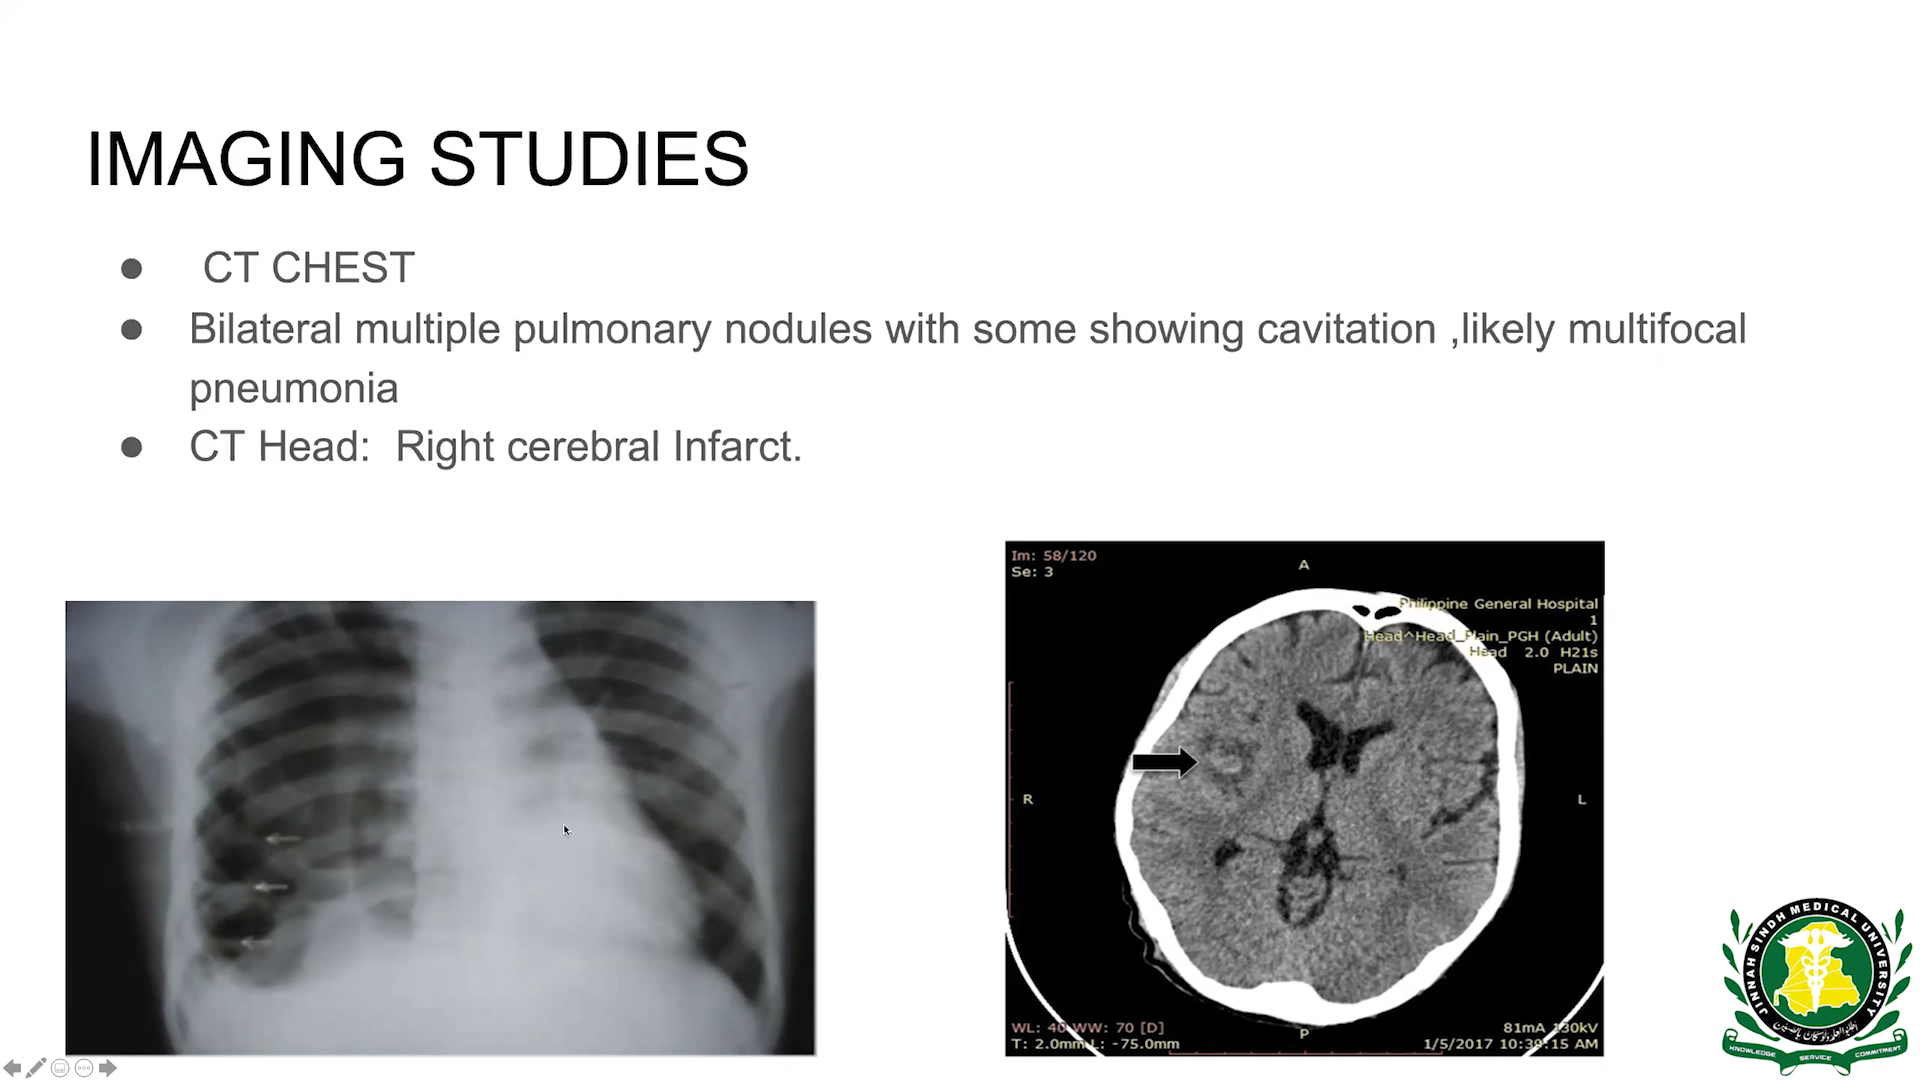 IMAGING STUDIES
● CT CHEST
● Bilateral multiple pulmonary nodules with some showing cavitation ,likely multifocal
pneumonia
● CT Head: Right cerebral Infarct.
Im: 58/120
Se: 3
A
Philippine General Hospital
1
Head^Head_Plain_PGH (Adult)
Head 2.0 H21s
PLAIN
R
L
WL: 40 WW: 70 [D]
T: 2.0mm L: -75.0mm
P
81mA 130kV
1/5/2017 10:39:15 AM
JINNAH SINDH MEDICAL UNIVERSITY
KNOWLEDGE SERVICE COMMITMENT